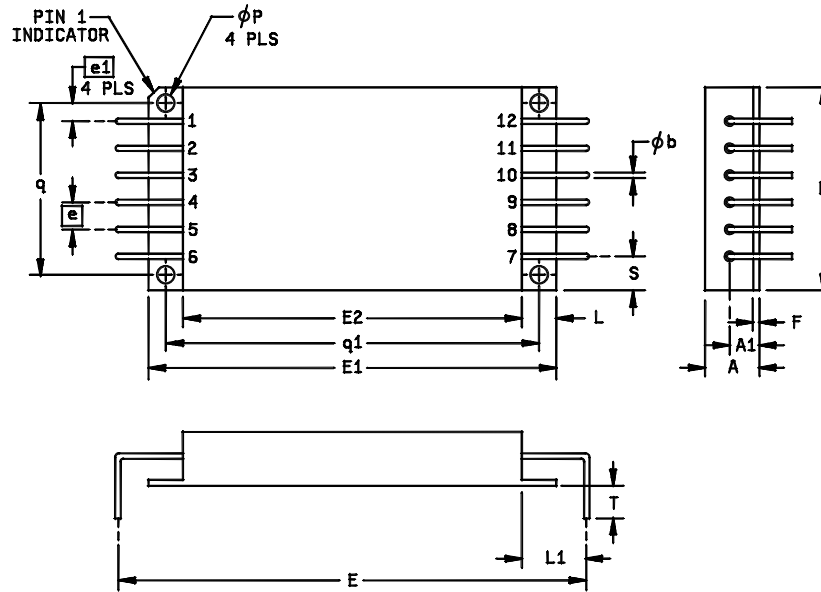 PIN 1
INDICATOR
ϕP
4 PLS
e1
4 PLS
1
2
3
4
5
6
12
11
10
9
8
7
ϕb
q
e
S
E2
L
q1
E1
F
A1
A
T
L1
E